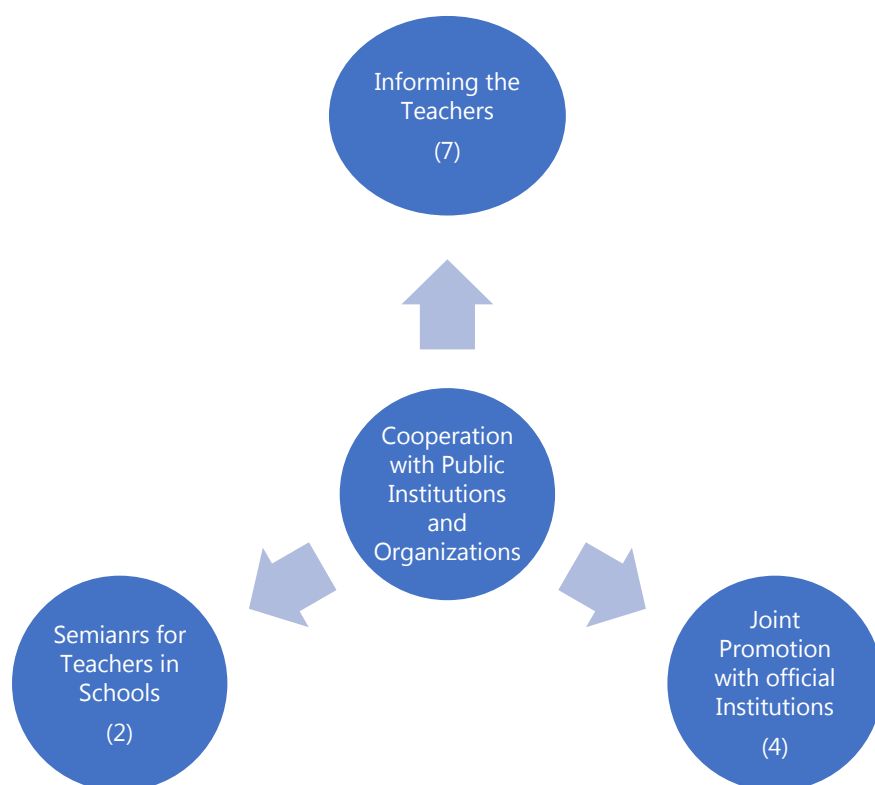 Informing the
Teachers
(7)
Cooperation
with Public
Institutions
and
Organizations
Semianrs for
Teachers in
Schools
(2)
Joint
Promotion
with official
Institutions
(4)